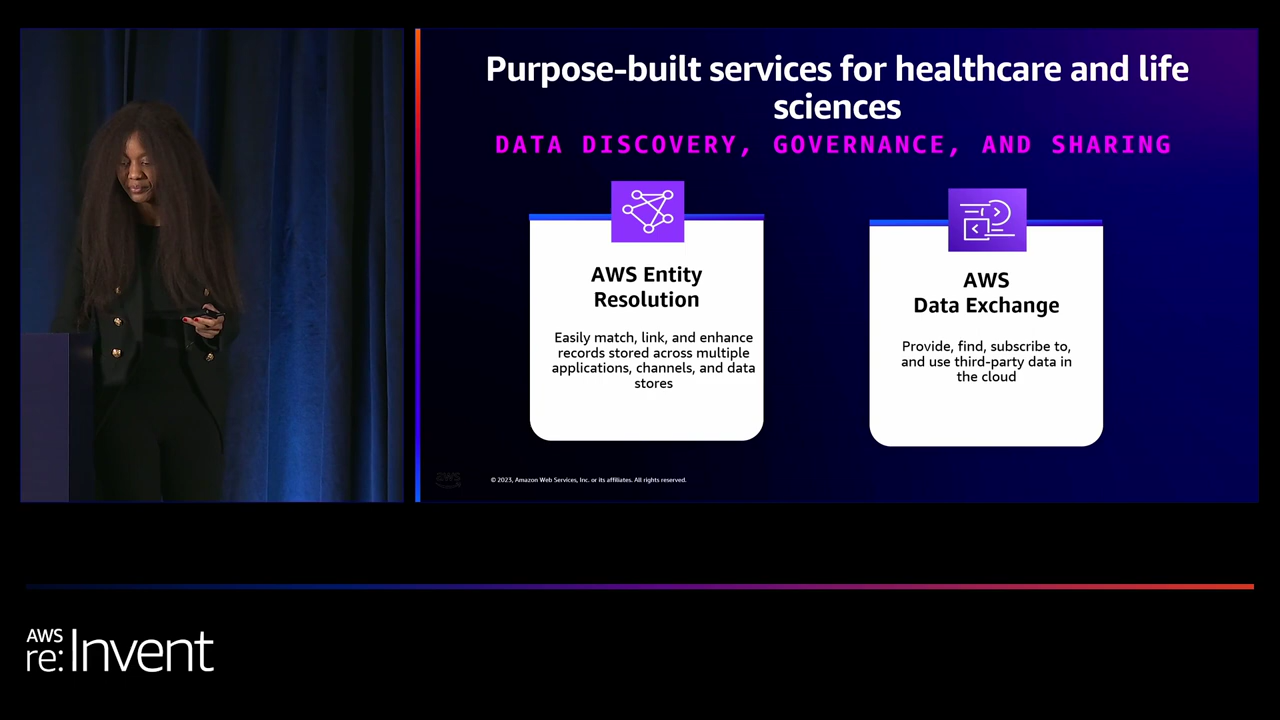 Purpose-built services for healthcare and life
sciences
DATA DISCOVERY, GOVERNANCE, AND SHARING
AWS Entity
Resolution
Easily match, link, and enhance
records stored across multiple
applications, channels, and data
stores
AWS
Data Exchange
Provide, find, subscribe to,
and use third-party data in
the cloud
aws
© 2023, Amazon Web Services, Inc. or its affiliates. All rights reserved.
AWS
re:Invent